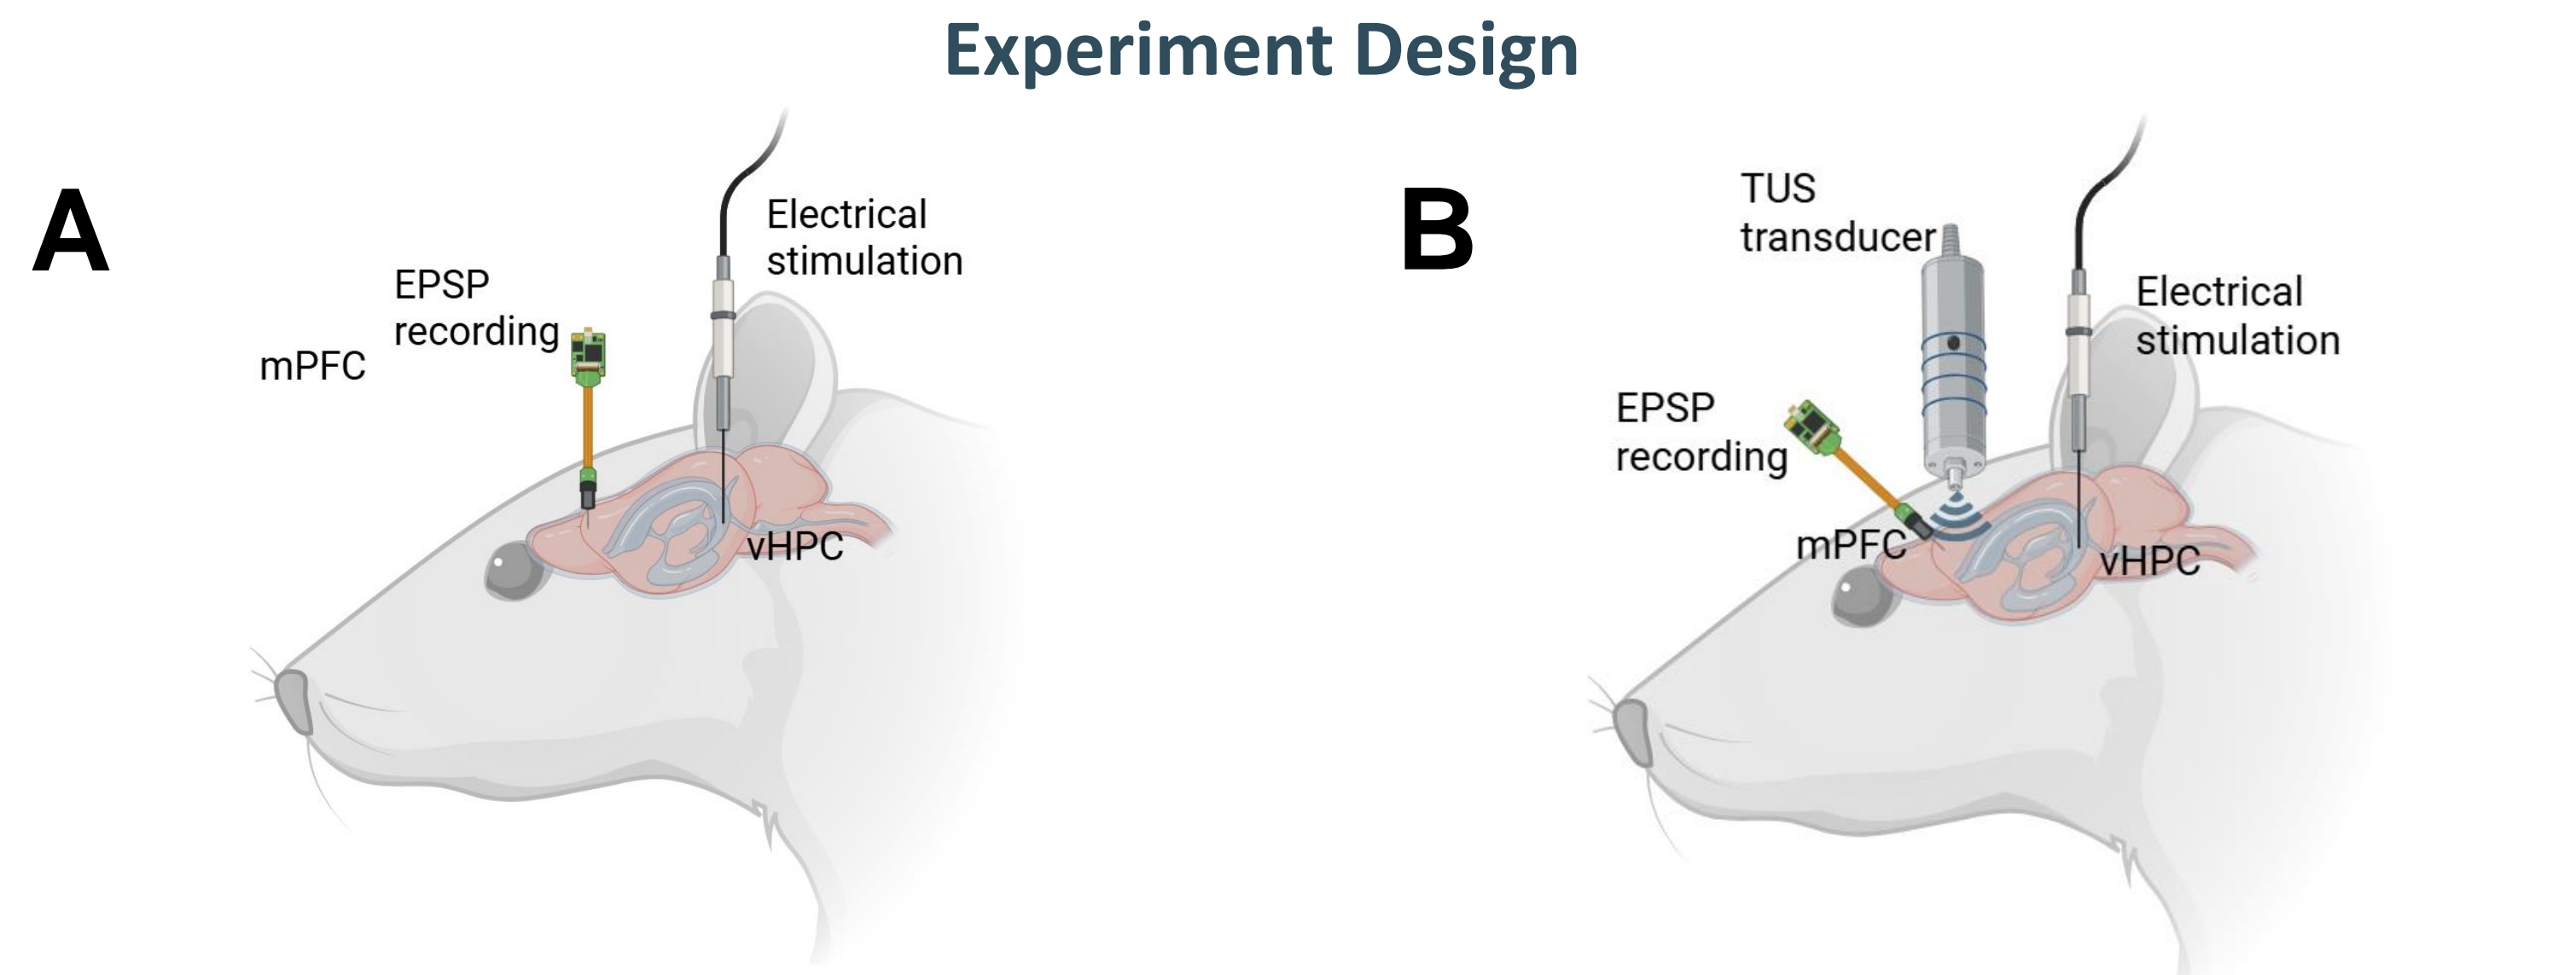 Experiment Design
A
Electrical
stimulation
EPSP
recording
mPFC
vHPC
B
TUS
transducer
Electrical
stimulation
EPSP
recording
mPFC
vHPC